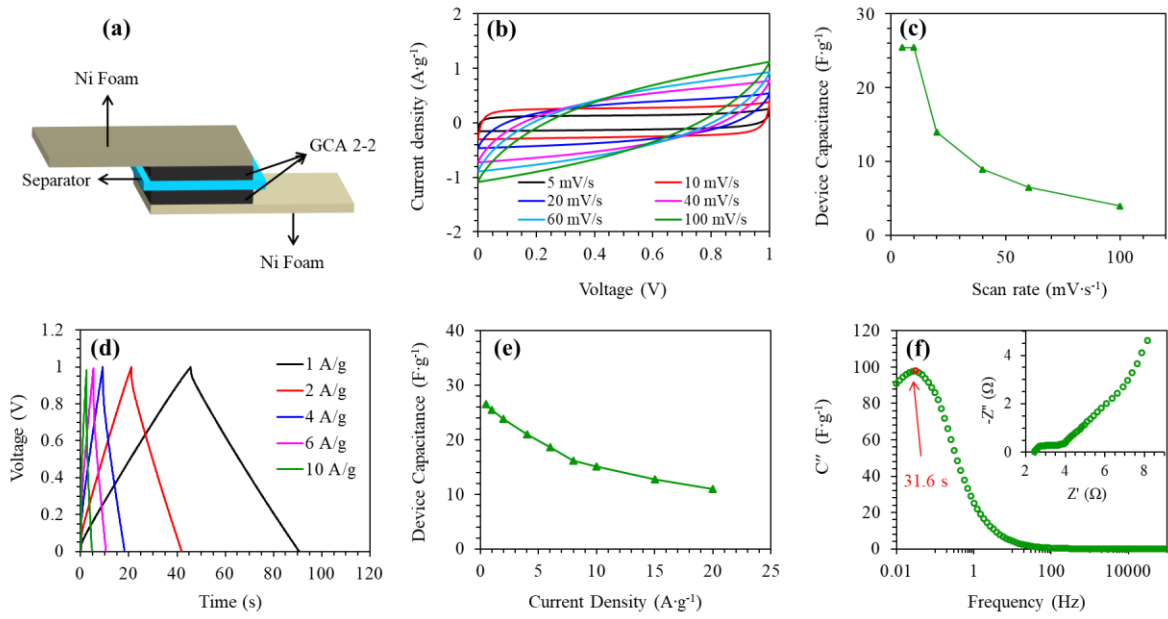 (a)
Ni Foam
GCA 2-2
Separator
Ni Foam
(b)
Current density (A·g⁻¹)
2
1
0
-1
-2
5 mV/s
10 mV/s
20 mV/s
40 mV/s
60 mV/s
100 mV/s
0
0.2
0.4
0.6
0.8
1
Voltage (V)
(c)
Device Capacitance (F·g⁻¹)
30
20
10
0
0
50
100
Scan rate (mV·s⁻¹)
(d)
Voltage (V)
1.2
1
0.8
0.6
0.4
0.2
0
1 A/g
2 A/g
4 A/g
6 A/g
10 A/g
0
20
40
60
80
100
120
Time (s)
(e)
Device Capacitance (F·g⁻¹)
40
30
20
10
0
0
5
10
15
20
25
Current Density (A·g⁻¹)
(f)
C" (F·g⁻¹)
120
100
80
60
40
20
0
31.6 s
0.01
1
100
10000
Frequency (Hz)
-Z" (Ω)
4
2
0
2
4
6
8
Z' (Ω)